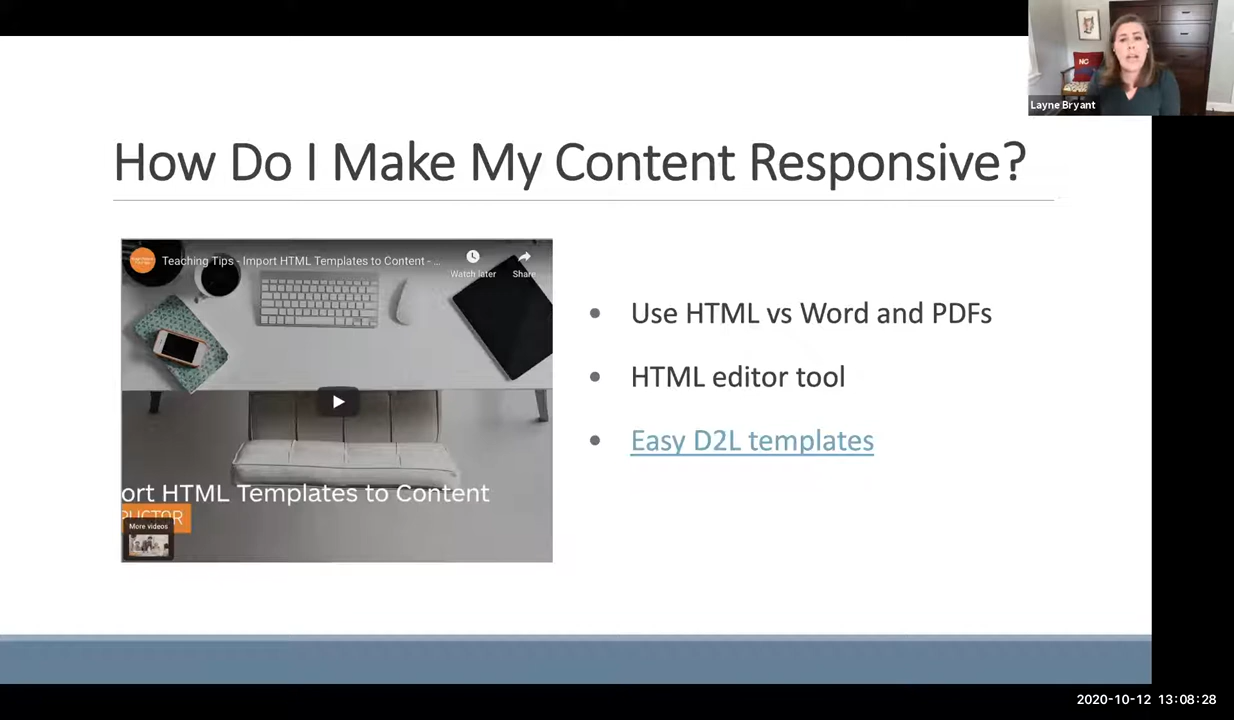 NC
Layne Bryant
How Do I Make My Content Responsive?
Teaching Tips - Import HTML Templates to Content - ...
Watch later
Share
ort HTML Templates to Content
RUCTOR
More videos
• Use HTML vs Word and PDFs
• HTML editor tool
• Easy D2L templates
2020-10-12 13:08:28